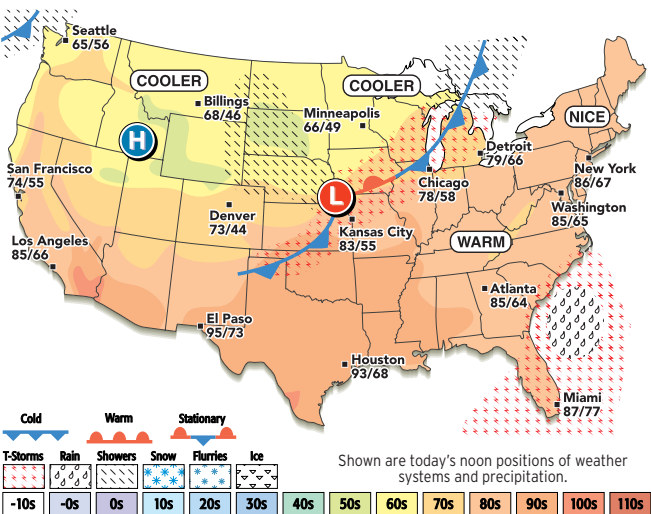 Seattle
65/56
COOLER
COOLER
Billings
68/46
Minneapolis
66/49
NICE
H
Detroit
79/66
San Francisco
74/55
New York
86/67
Chicago
78/58
L
Denver
73/44
Washington
85/65
Kansas City
83/55
Los Angeles
85/66
WARM
Atlanta
85/64
El Paso
95/73
Houston
93/68
Miami
87/77
Cold
Warm
Stationary
T-Storms
Rain
Showers
Snow
Flurries
Ice
Shown are today's noon positions of weather
systems and precipitation.
-10s -0s 0s 10s 20s 30s 40s 50s 60s 70s 80s 90s 100s 110s